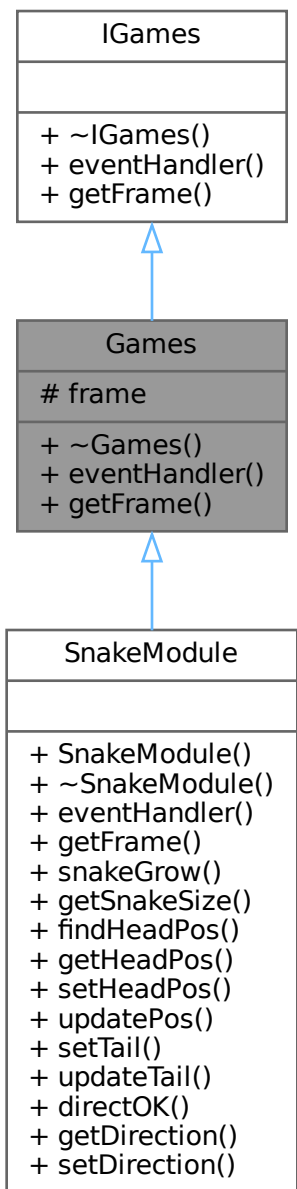 IGames
+ ~IGames()
+ eventHandler()
+ getFrame()
Games
# frame
+ ~Games()
+ eventHandler()
+ getFrame()
SnakeModule
+ SnakeModule()
+ ~SnakeModule()
+ eventHandler()
+ getFrame()
+ snakeGrow()
+ getSnakeSize()
+ findHeadPos()
+ getHeadPos()
+ setHeadPos()
+ updatePos()
+ setTail()
+ updateTail()
+ directOK()
+ getDirection()
+ setDirection()